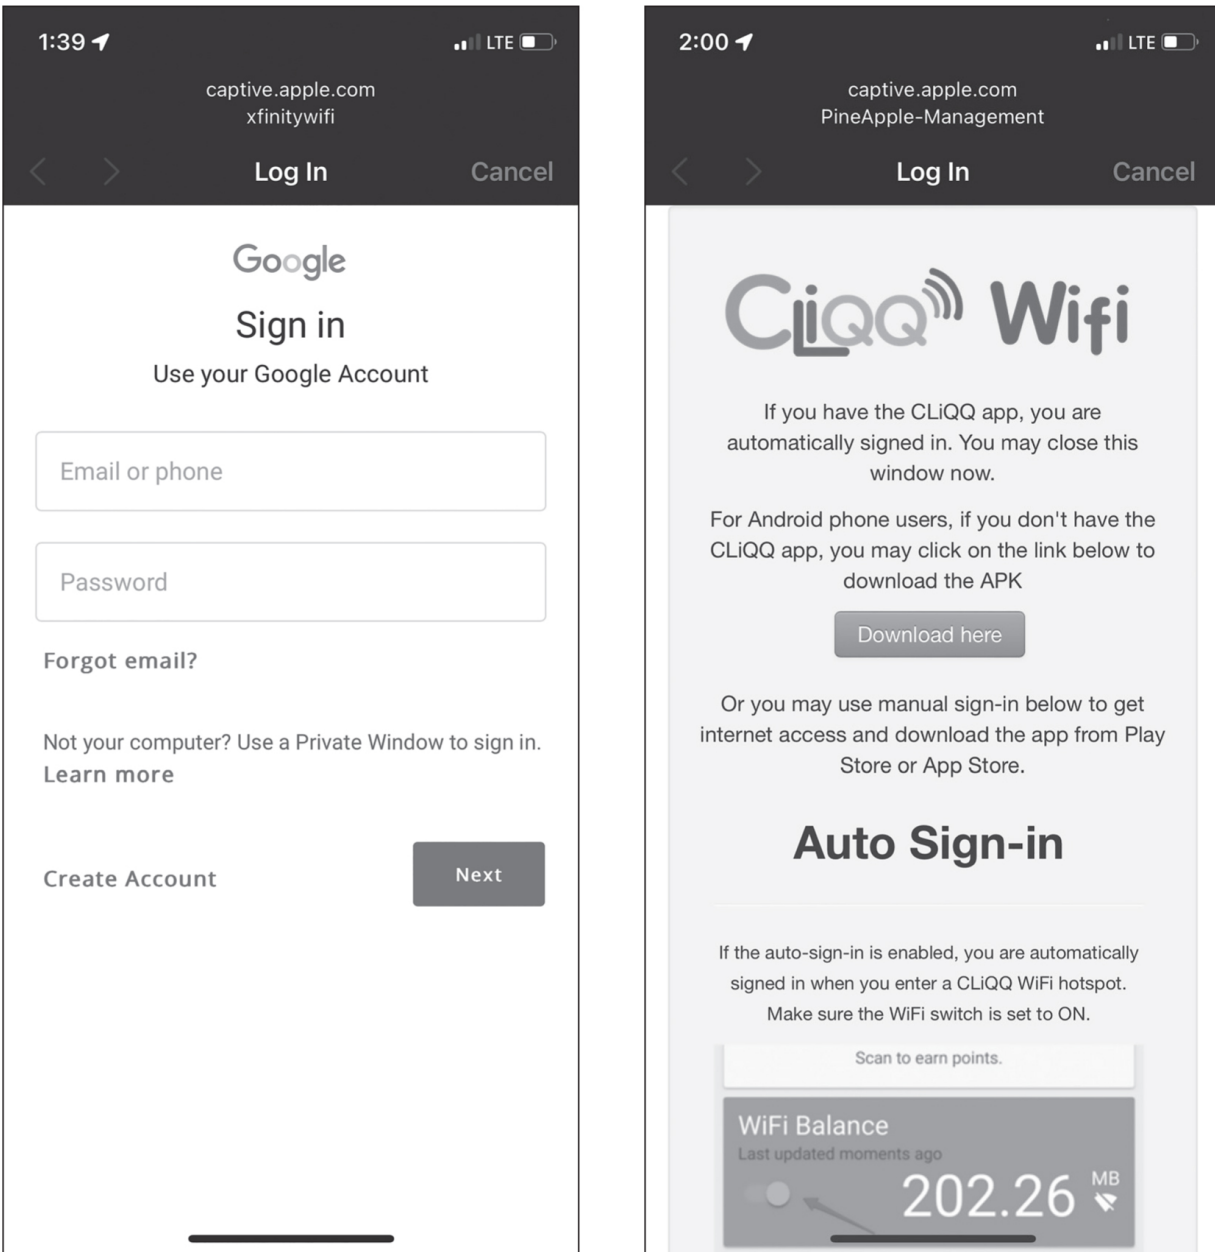 1:39
LTE
captive.apple.com
xfinitywifi
Log In
Cancel
Google
Sign in
Use your Google Account
Email or phone
Password
Forgot email?
Not your computer? Use a Private Window to sign in.
Learn more
Create Account
Next
2:00
LTE
captive.apple.com
PineApple-Management
Log In
Cancel
CLiQQ Wifi
If you have the CLiQQ app, you are
automatically signed in. You may close this
window now.
For Android phone users, if you don't have the
CLiQQ app, you may click on the link below to
download the APK
Download here
Or you may use manual sign-in below to get
internet access and download the app from Play
Store or App Store.
Auto Sign-in
If the auto-sign-in is enabled, you are automatically
signed in when you enter a CLiQQ WiFi hotspot.
Make sure the WiFi switch is set to ON.
Scan to earn points.
WiFi Balance
Last updated moments ago
202.26 MB